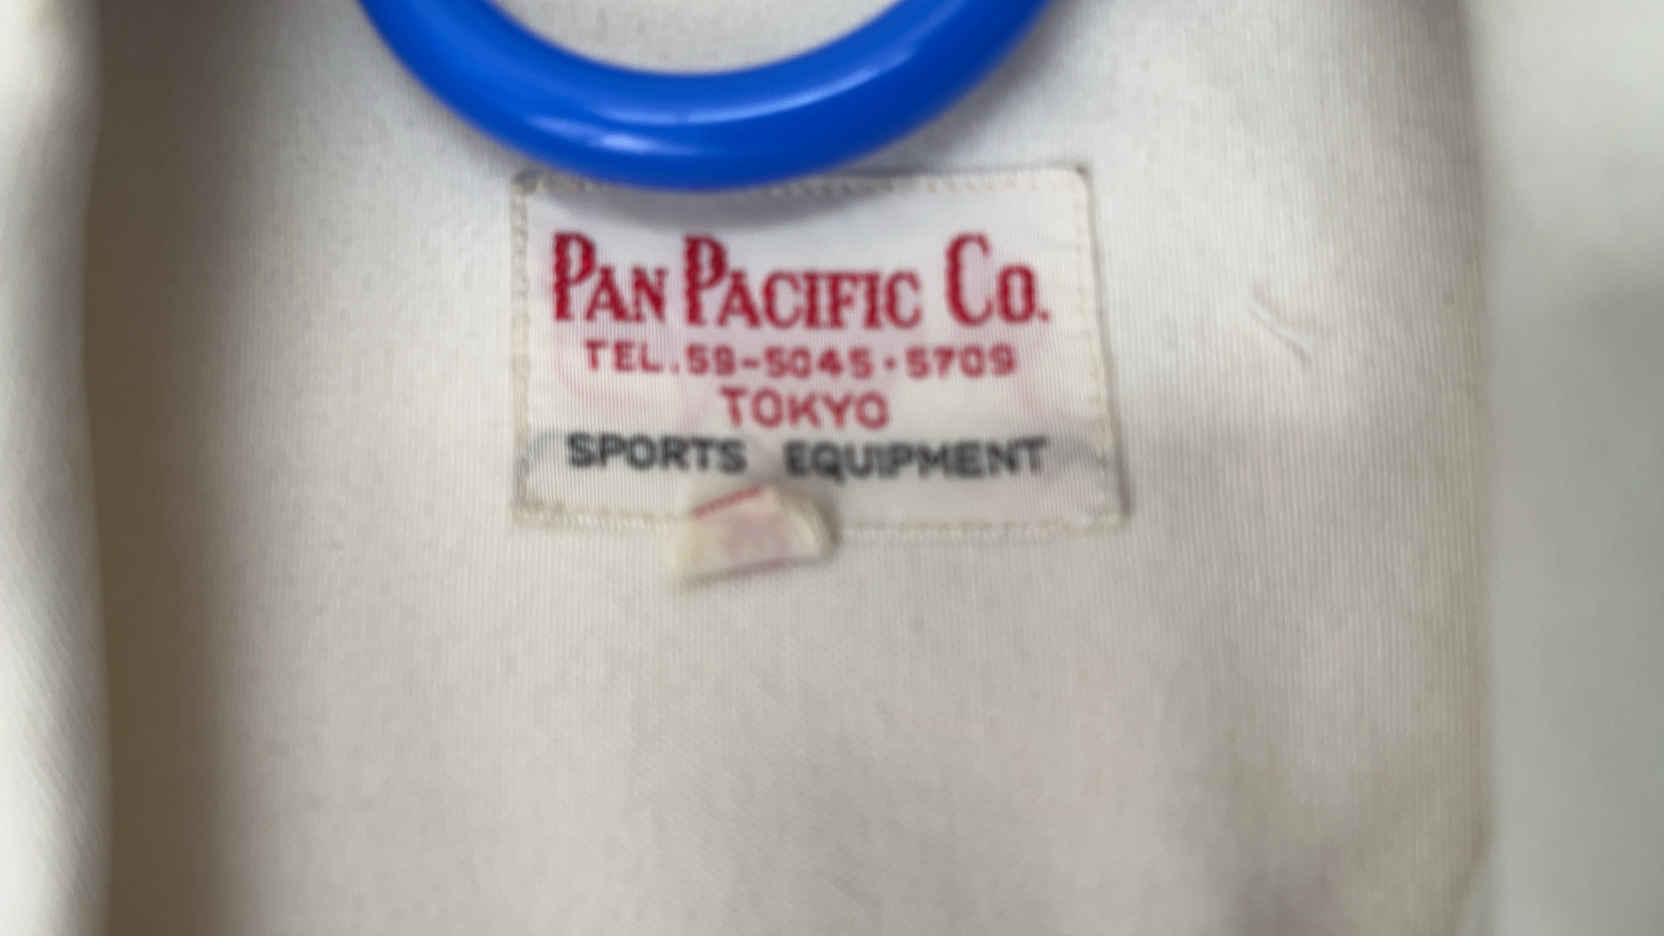 PAN PACIFIC CO.
TEL. 59-5045・5709
TOKYO
SPORTS EQUIPMENT